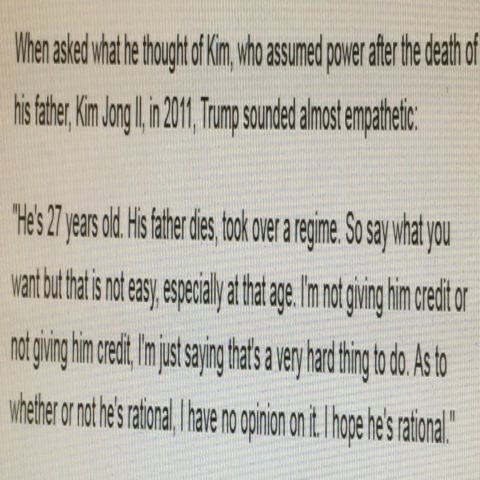 When asked what he thought of Kim, who assumed power after the death of
his father, Kim Jong Il, in 2011, Trump sounded almost empathetic:
"He's 27 years old. His father dies, took over a regime. So say what you
want but that is not easy, especially at that age. I'm not giving him credit or
not giving him credit, I'm just saying that's a very hard thing to do. As to
whether or not he's rational, I have no opinion on it. I hope he's rational."